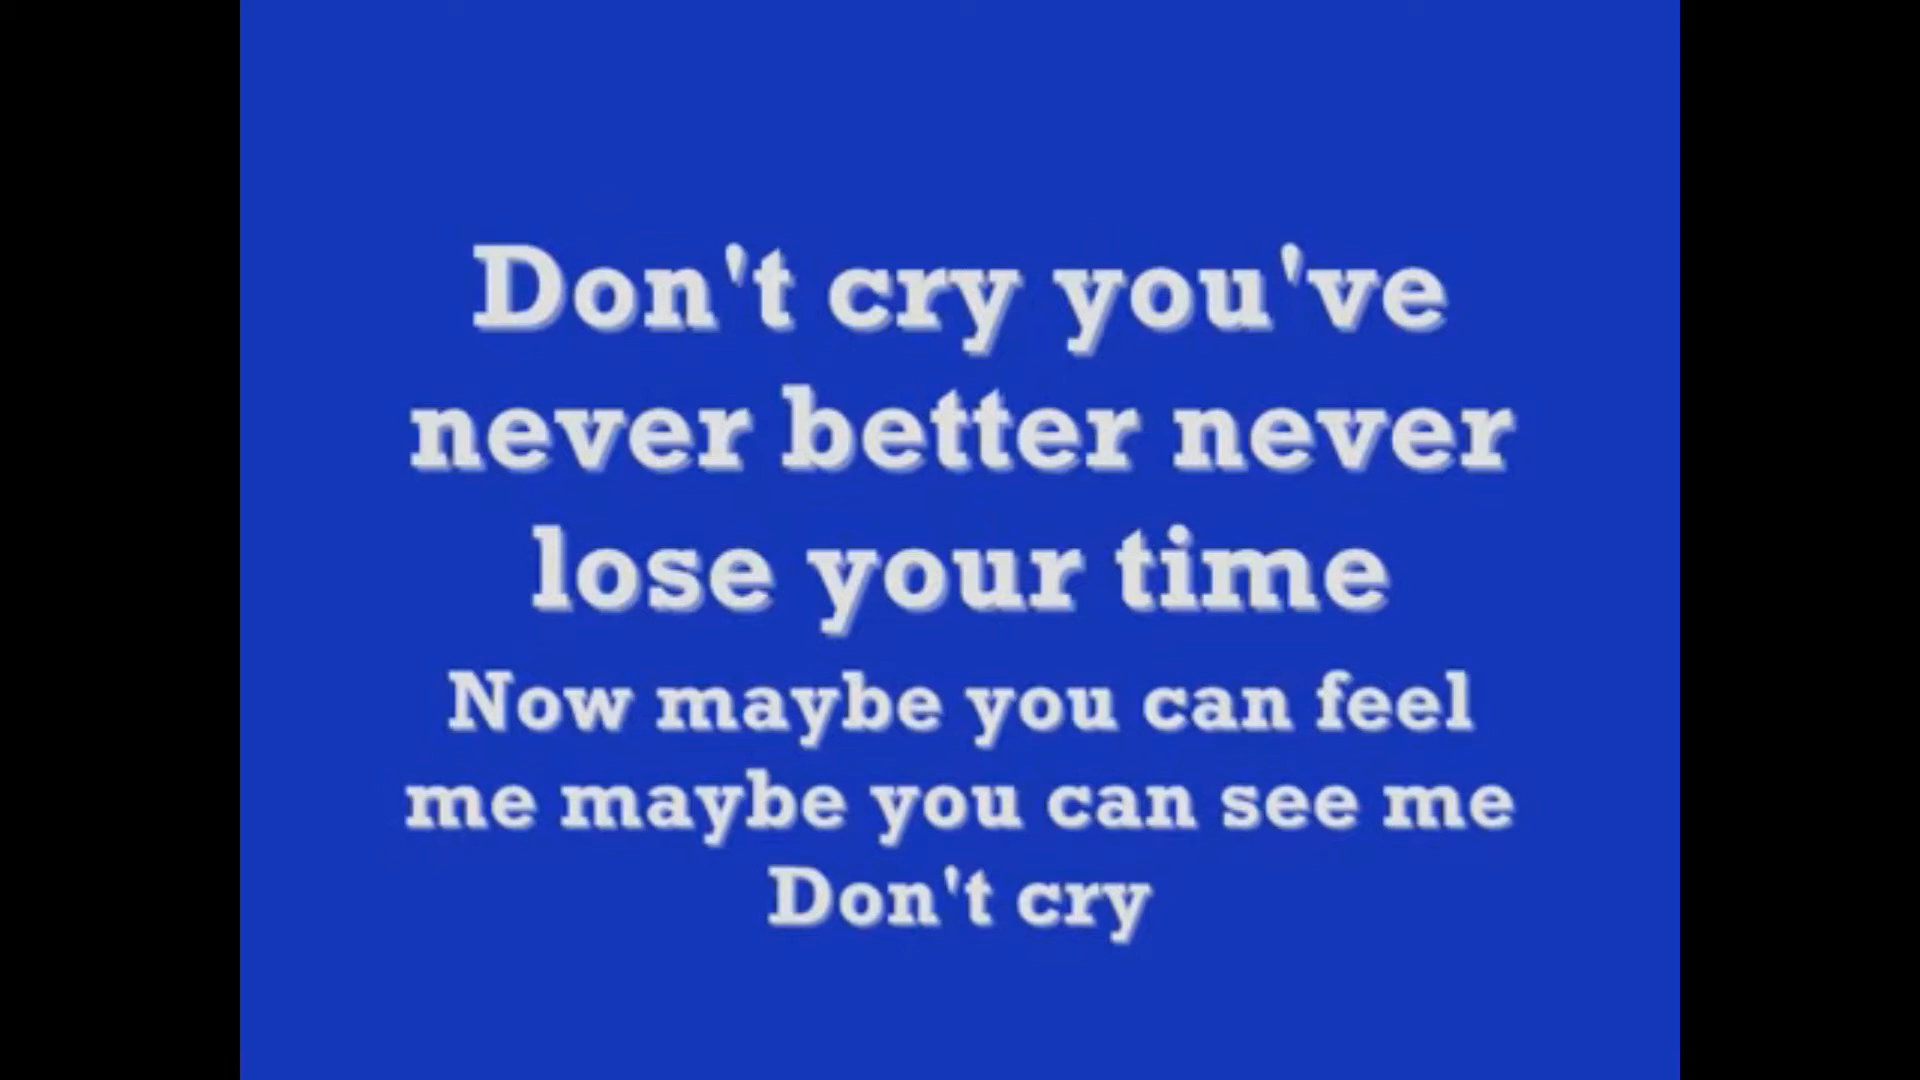 Don't cry you've
never better never
lose your time
Now maybe you can feel
me maybe you can see me
Don't cry